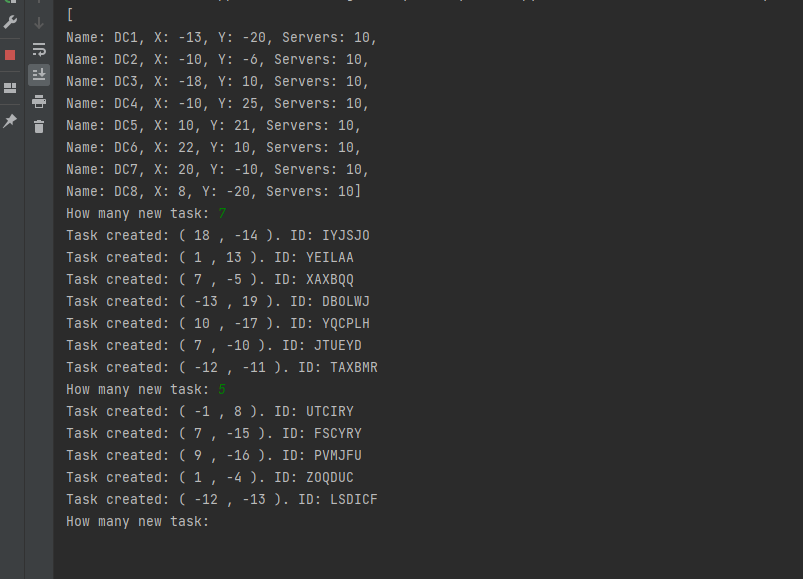 [
Name: DC1, X: -13, Y: -20, Servers: 10,
Name: DC2, X: -10, Y: -6, Servers: 10,
Name: DC3, X: -18, Y: 10, Servers: 10,
Name: DC4, X: -10, Y: 25, Servers: 10,
Name: DC5, X: 10, Y: 21, Servers: 10,
Name: DC6, X: 22, Y: 10, Servers: 10,
Name: DC7, X: 20, Y: -10, Servers: 10,
Name: DC8, X: 8, Y: -20, Servers: 10]
How many new task: 7
Task created: ( 18 , -14 ). ID: IYJSJO
Task created: ( 1 , 13 ). ID: YEILAA
Task created: ( 7 , -5 ). ID: XAXBQQ
Task created: ( -13 , 19 ). ID: DBOLWJ
Task created: ( 10 , -17 ). ID: YQCPLH
Task created: ( 7 , -10 ). ID: JTUEYD
Task created: ( -12 , -11 ). ID: TAXBMR
How many new task: 5
Task created: ( -1 , 8 ). ID: UTCIRY
Task created: ( 7 , -15 ). ID: FSCYRY
Task created: ( 9 , -16 ). ID: PVMJFU
Task created: ( 1 , -4 ). ID: ZOQDUC
Task created: ( -12 , -13 ). ID: LSDICF
How many new task: